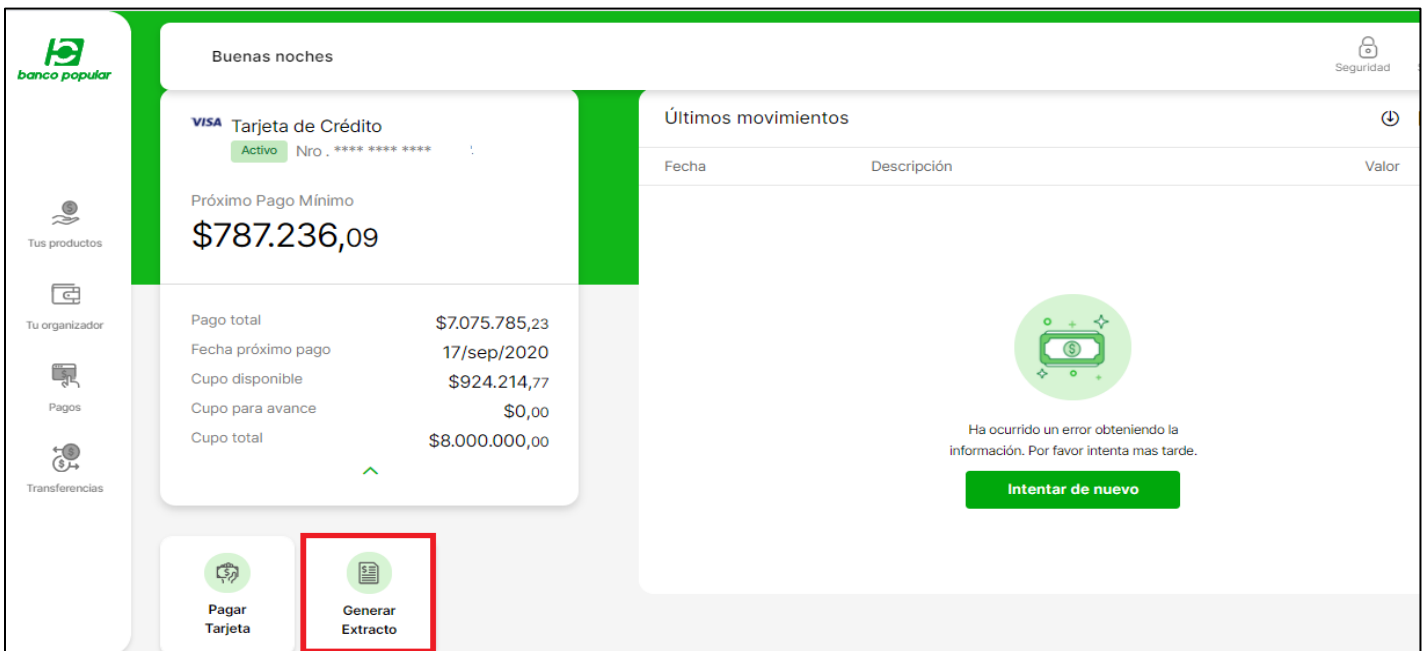 banco popular
Buenas noches
Seguridad
Tus productos
Tu organizador
Pagos
Transferencias
VISA Tarjeta de Crédito
Activo Nro . **** **** ****
Próximo Pago Mínimo
$787.236,09
Pago total $7.075.785,23
Fecha próximo pago 17/sep/2020
Cupo disponible $924.214,77
Cupo para avance $0,00
Cupo total $8.000.000,00
Pagar
Tarjeta
Generar
Extracto
Últimos movimientos
Fecha Descripción Valor
Ha ocurrido un error obteniendo la
información. Por favor intenta mas tarde.
Intentar de nuevo